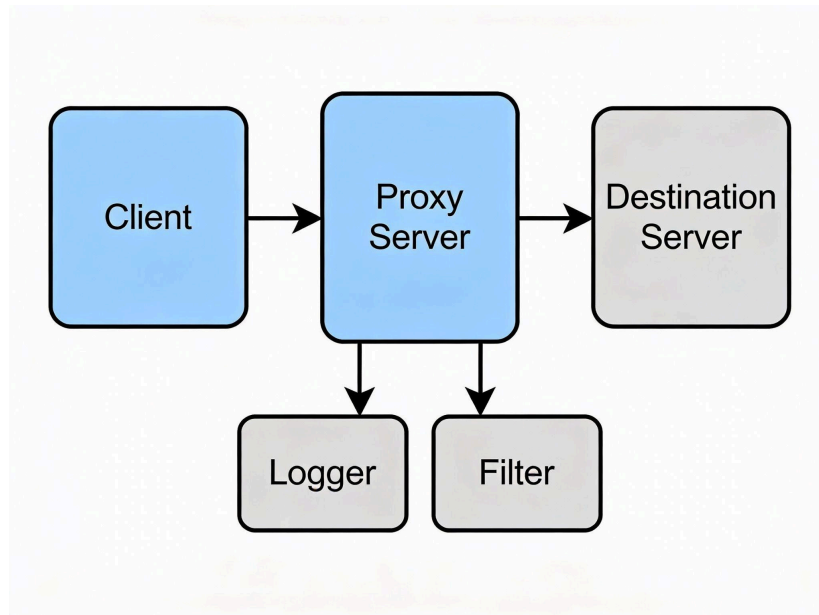 Client
Proxy
Server
Destination
Server
Logger
Filter